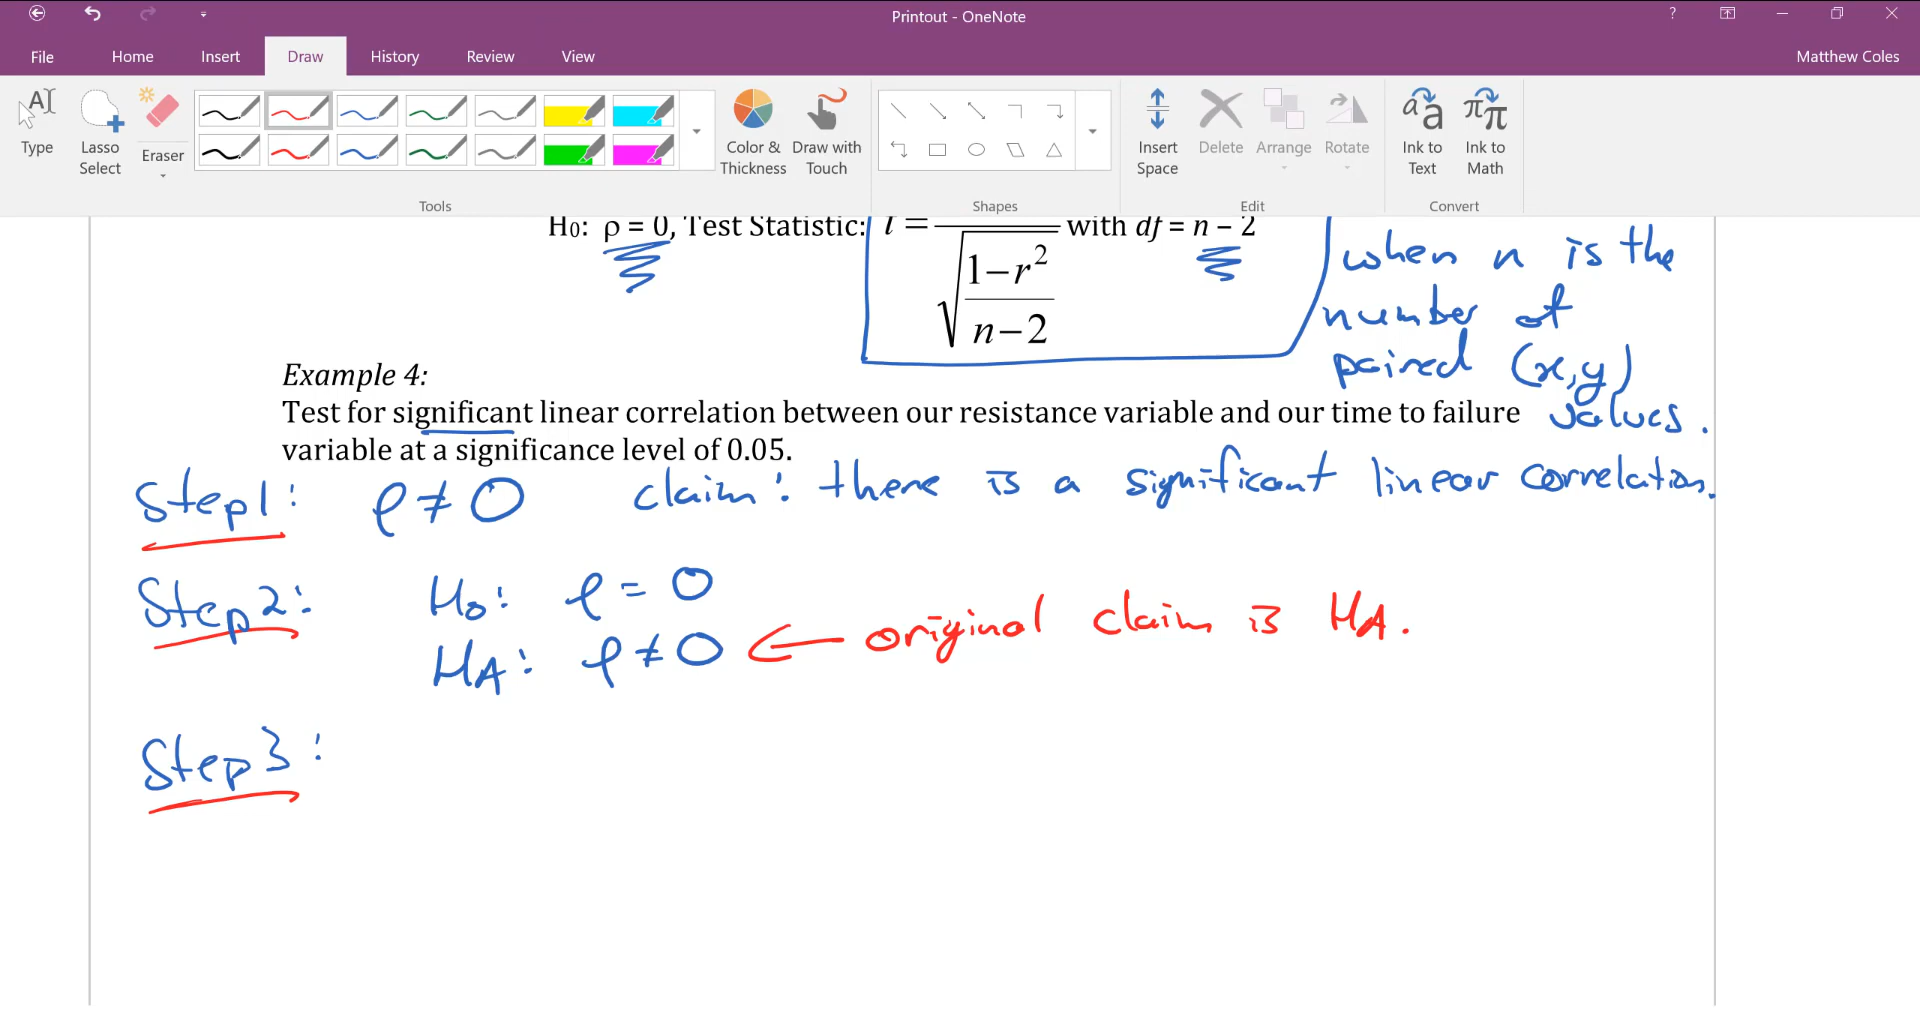 Printout - OneNote
?
File Home Insert Draw History Review View Matthew Coles
Type
Lasso Select
Eraser
Color & Thickness
Draw with Touch
Insert Space
Delete
Arrange
Rotate
Ink to Text
Ink to Math
Tools Shapes Edit Convert
H₀: ρ = 0, Test Statistic: t = √((1−r²)/(n−2)) with df = n − 2
when n is the
number of
paired (x,y)
values.
Example 4:
Test for significant linear correlation between our resistance variable and our time to failure
variable at a significance level of 0.05.
Step 1: ρ ≠ 0 claim: there is a significant linear correlation.
Step 2: H₀: ρ = 0
H_A: ρ ≠ 0 ← original claim is H_A.
Step 3: